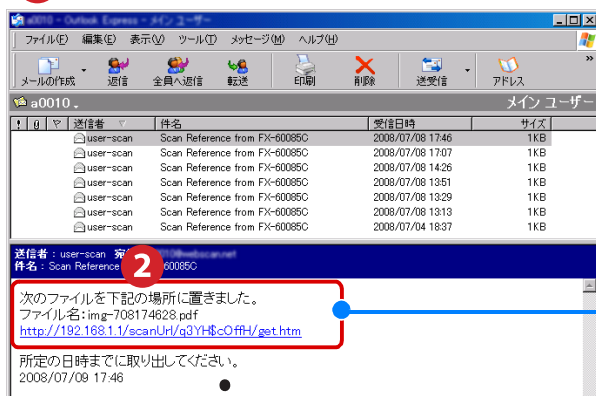 a0010 - Outlook Express - メイン ユーザー
ファイル(F) 編集(E) 表示(V) ツール(T) メッセージ(M) ヘルプ(H)
メールの作成 返信 全員へ返信 転送 印刷 削除 送受信 アドレス »
a0010 . メイン ユーザー
! 送信者 件名 受信日時 サイズ
user-scan Scan Reference from FX-60085C 2008/07/08 17:46 1KB
user-scan Scan Reference from FX-60085C 2008/07/08 17:07 1KB
user-scan Scan Reference from FX-60085C 2008/07/08 14:26 1KB
user-scan Scan Reference from FX-60085C 2008/07/08 13:51 1KB
user-scan Scan Reference from FX-60085C 2008/07/08 13:29 1KB
user-scan Scan Reference from FX-60085C 2008/07/08 13:13 1KB
user-scan Scan Reference from FX-60085C 2008/07/04 18:37 1KB
送信者 : user-scan
件名 : Scan Reference 60085C
2
次のファイルを下記の場所に置きました。
ファイル名:img-708174628.pdf
http://192.168.1.1/scanUrl/q3YH$cOffH/get.htm
所定の日時までに取り出してください。
2008/07/09 17:46